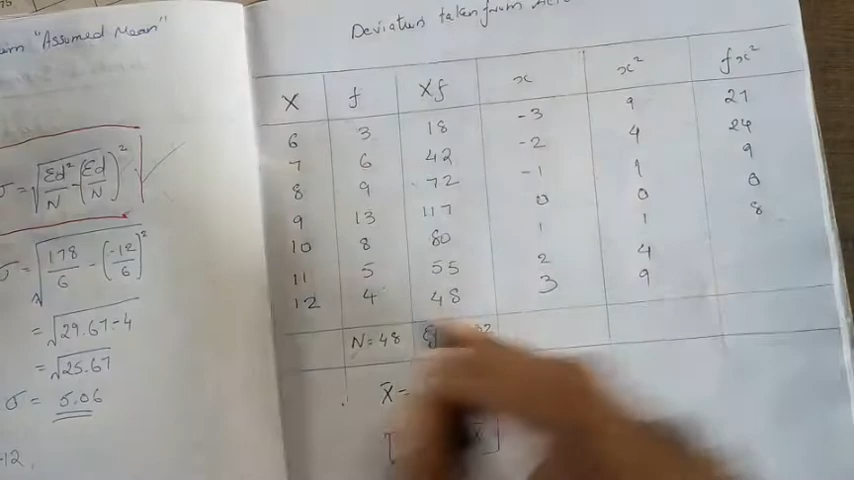 "Assumed Mean"
σ = √(Σd²/N - (Σd/N)²)
σ = √(178/6 - (-12/6)²)
= √29.67-4
= √25.67
σ = 5.06
-12,
Deviations taken from
X f Xf x x² fx²
6 3 18 -3 9 27
7 6 42 -2 4 24
8 9 72 -1 1 9
9 13 117 0 0 0
10 8 80 1 1 8
11 5 55 2 4
12 4 48 3 9
N=48
X̄ =